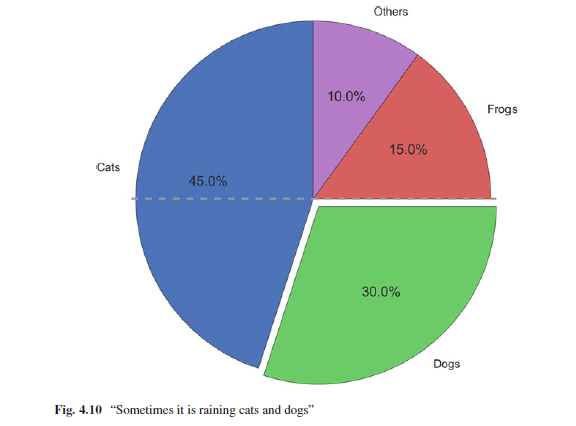 Others
10.0%
Frogs
15.0%
Cats
45.0%
30.0%
Dogs
Fig. 4.10 “Sometimes it is raining cats and dogs”